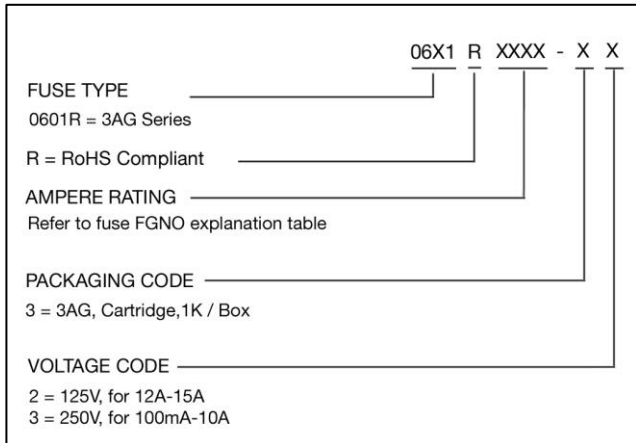 06X1 R XXXX - X X
FUSE TYPE
0601R = 3AG Series
R = RoHS Compliant
AMPERE RATING
Refer to fuse FGNO explanation table
PACKAGING CODE
3 = 3AG, Cartridge,1K / Box
VOLTAGE CODE
2 = 125V, for 12A-15A
3 = 250V, for 100mA-10A